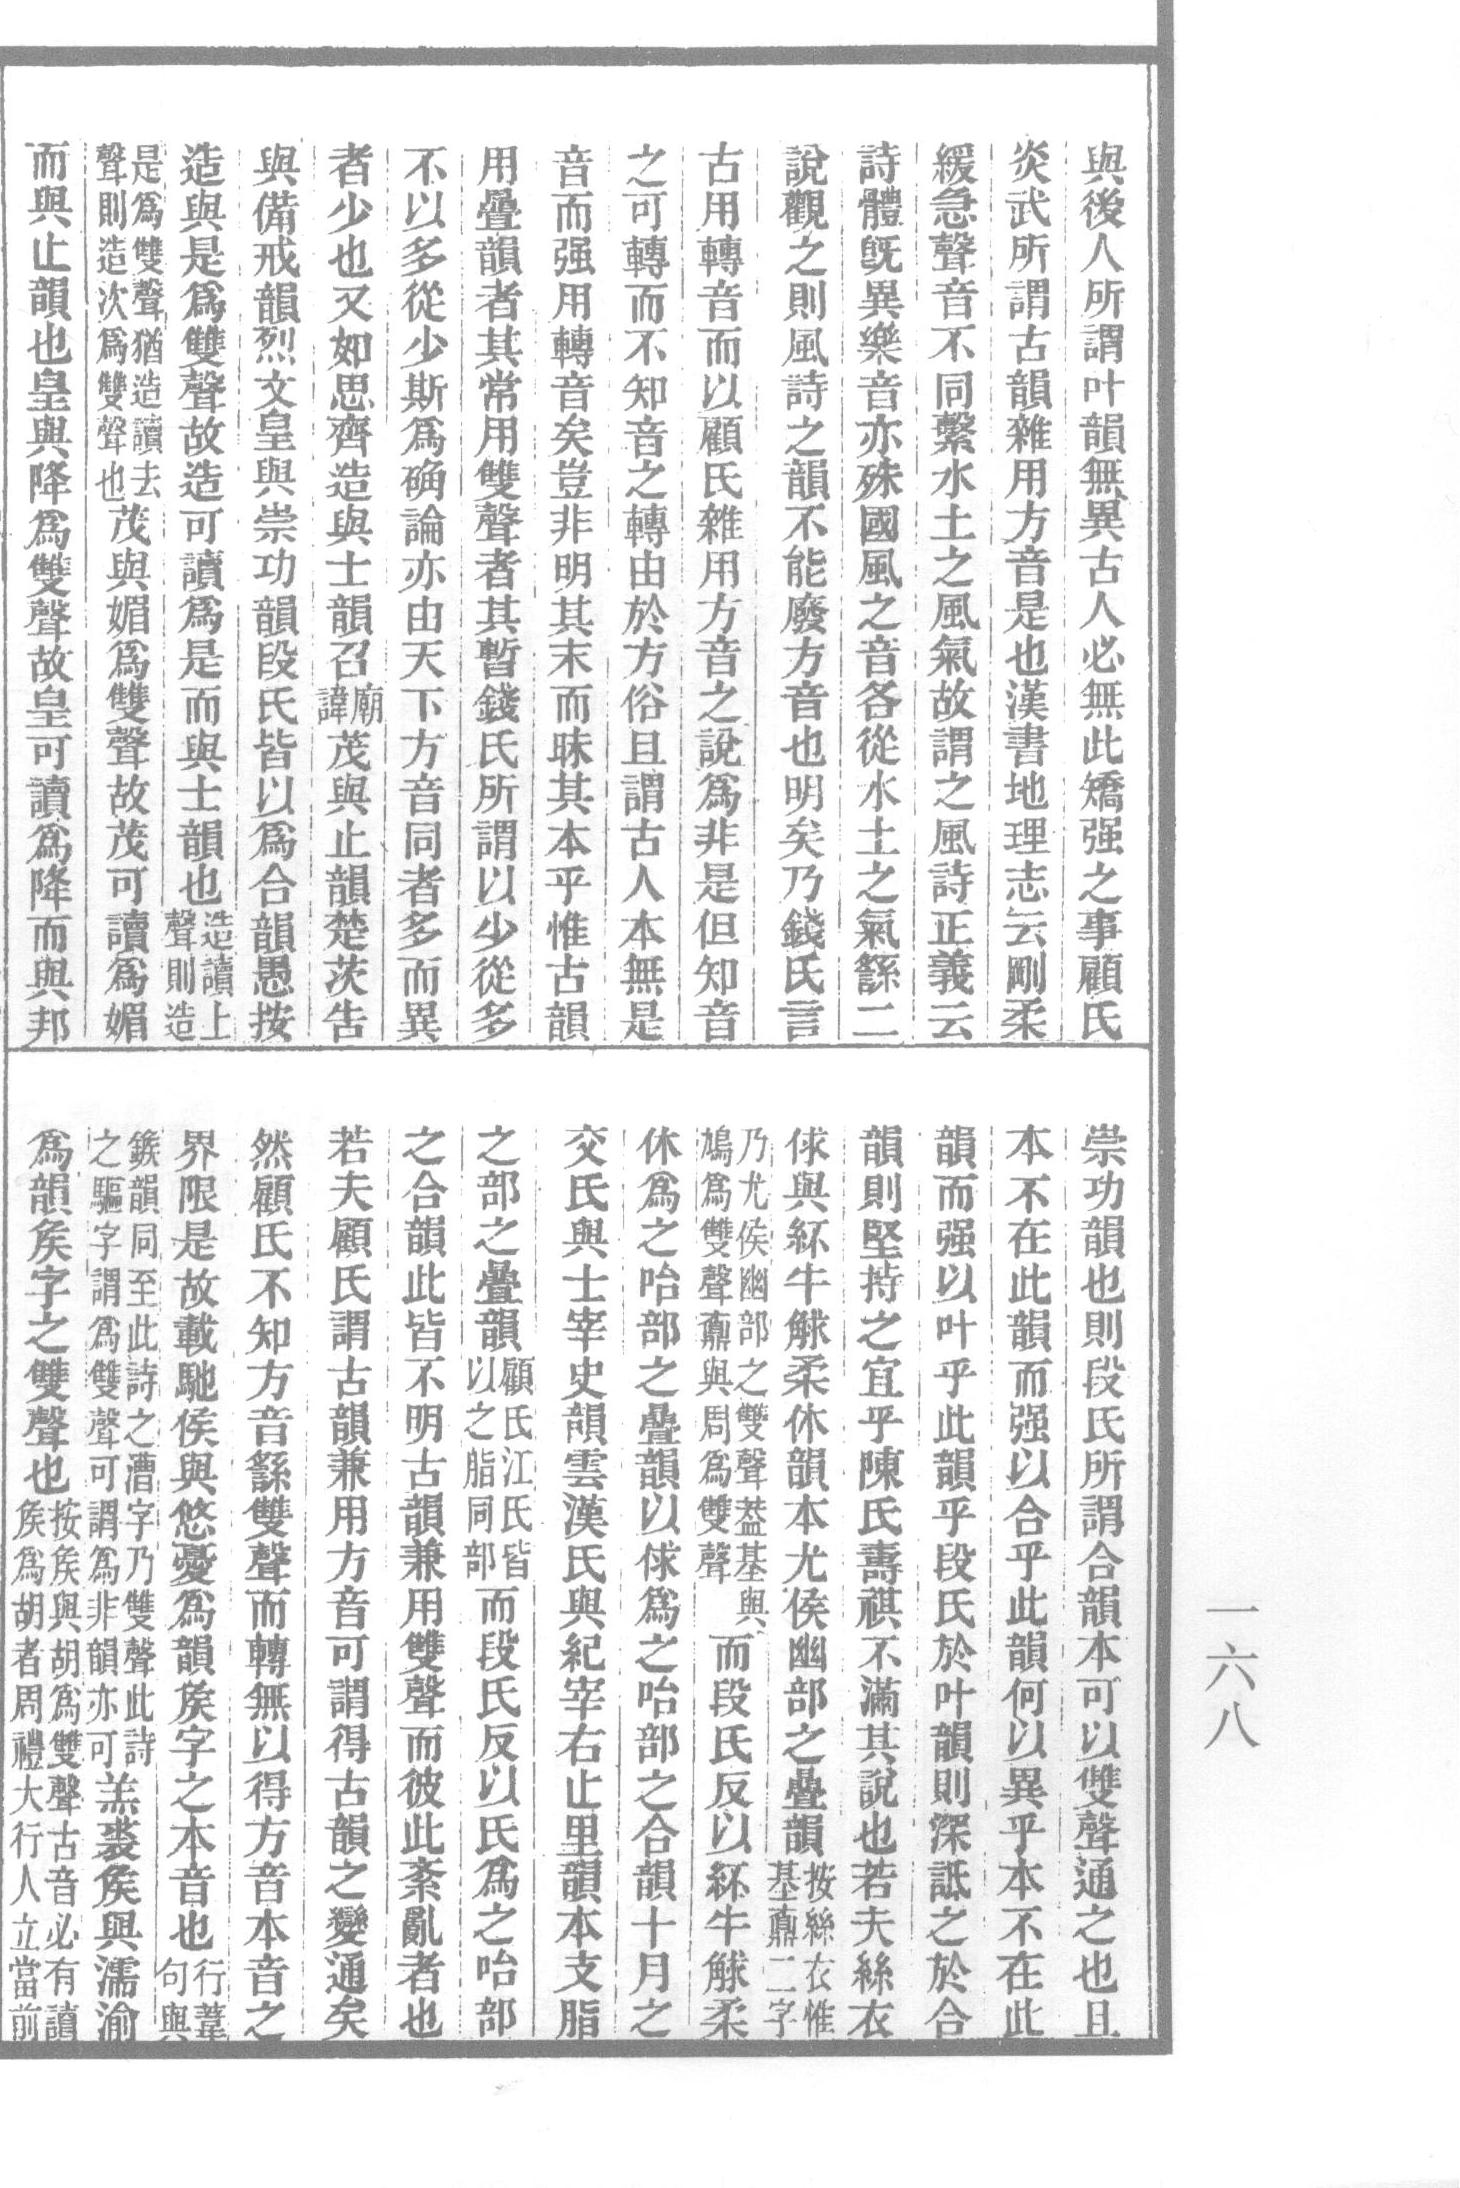 與後人所謂叶韻無異古人必無此矯强之事顧氏
炎武所謂古韻雜用方音是也漢書地理志云剛柔
緩急聲音不同繫水土之風氣故謂之風詩正義云
詩體旣異樂音亦殊國風之音各從水土之氣繇二
說觀之則風詩之韻不能廢方音也明矣乃錢氏言
古用轉音而以顧氏雜用方音之說爲非是但知音
之可轉而不知音之轉由於方俗且謂古人本無是
音而强用轉音矣豈非明其末而昧其本乎惟古韻
用疊韻者其常用雙聲者其暫錢氏所謂以少從多
不以多從少斯爲确論亦由天下方音同者多而異
者少也又如思齊造與士韻召廟諱茂與止韻楚茨告
與備戒韻烈文皇與崇功韻段氏皆以爲合韻愚按
造與是爲雙聲故造可讀爲是而與士韻也造讀上聲則造
是爲雙聲猶造讀去聲則造次爲雙聲也茂與媚爲雙聲故茂可讀爲媚
而與止韻也皇與降爲雙聲故皇可讀爲降而與邦
崇功韻也則段氏所謂合韻本可以雙聲通之也且
本不在此韻而强以合乎此韻何以異乎本不在此
韻而强以叶乎此韻乎段氏於叶韻則深詆之於合
韻則堅持之宜乎陳氏壽祺不滿其說也若夫絲衣
俅與紑牛觩柔休韻本尤侯幽部之疊韻按絲衣惟基鼒二字
乃尤侯幽部之雙聲葢基與鳩爲雙聲鼒與周爲雙聲而段氏反以紑牛觩柔
休爲之咍部之疊韻以俅爲之咍部之合韻十月之
交氏與士宰史韻雲漢氏與紀宰右止里韻本支脂
之部之疊韻顧氏江氏皆以之脂同部而段氏反以氏爲之咍部
之合韻此皆不明古韻兼用雙聲而彼此紊亂者也
若夫顧氏謂古韻兼用方音可謂得古韻之變通矣
然顧氏不知方音繇雙聲而轉無以得方音本音之
界限是故載馳侯與悠憂爲韻矦字之本音也行葦句與
鍭韻同至此詩之漕字乃雙聲此詩之驅字謂爲雙聲可謂爲非韻亦可羔裘矦與濡渝
爲韻矦字之雙聲也按矦與胡爲雙聲古音必有讀矦爲胡者周禮大行人立當前
一六八